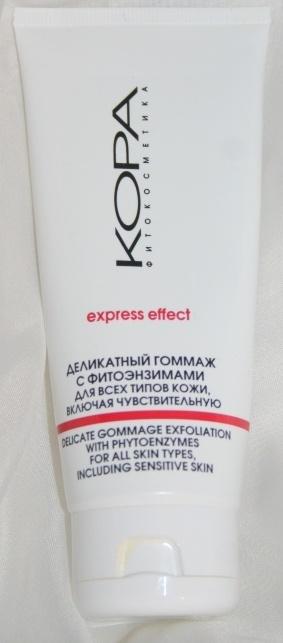 КОРА
ФИТОКОСМЕТИКА
express effect
ДЕЛИКАТНЫЙ ГОММАЖ
С ФИТОЭНЗИМАМИ
ДЛЯ ВСЕХ ТИПОВ КОЖИ,
ВКЛЮЧАЯ ЧУВСТВИТЕЛЬНУЮ
DELICATE GOMMAGE EXFOLIATION
WITH PHYTOENZYMES
FOR ALL SKIN TYPES,
INCLUDING SENSITIVE SKIN